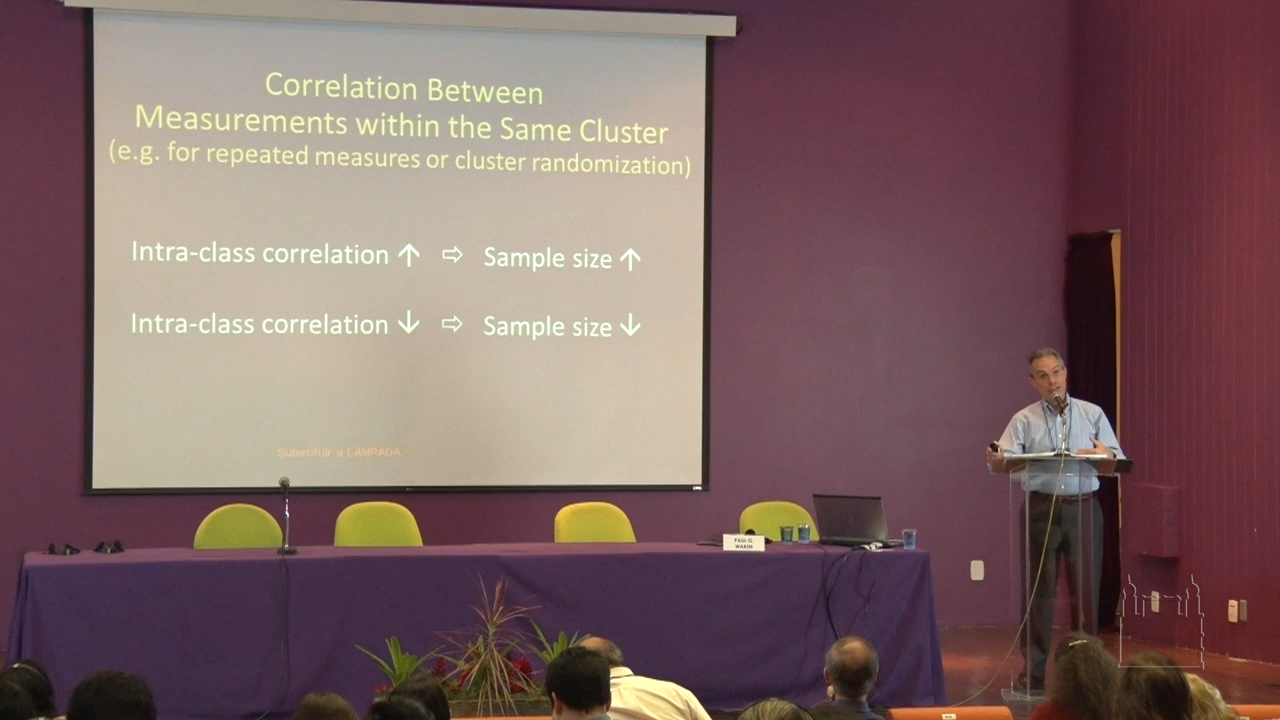 Correlation Between
Measurements within the Same Cluster
(e.g. for repeated measures or cluster randomization)
Intra-class correlation ↑ ⇨ Sample size ↑
Intra-class correlation ↓ ⇨ Sample size ↓
Substituir a LÂMPADA
PAUL G.
WAKIM